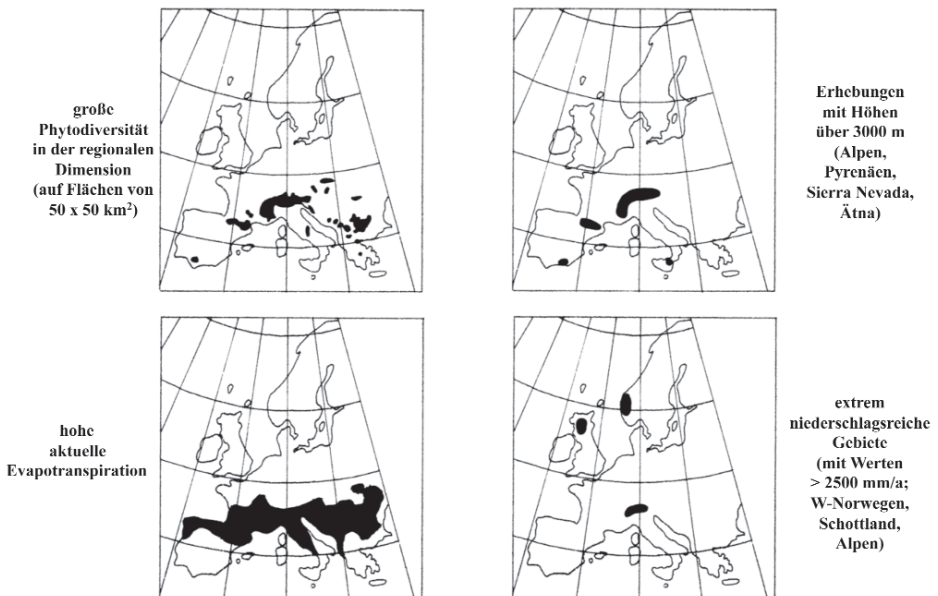 große
Phytodiversität
in der regionalen
Dimension
(auf Flächen von
50 x 50 km²)
Erhebungen
mit Höhen
über 3000 m
(Alpen,
Pyrenäen,
Sierra Nevada,
Ätna)
hohe
aktuelle
Evapotranspiration
extrem
niederschlagsreiche
Gebiete
(mit Werten
> 2500 mm/a;
W-Norwegen,
Schottland,
Alpen)